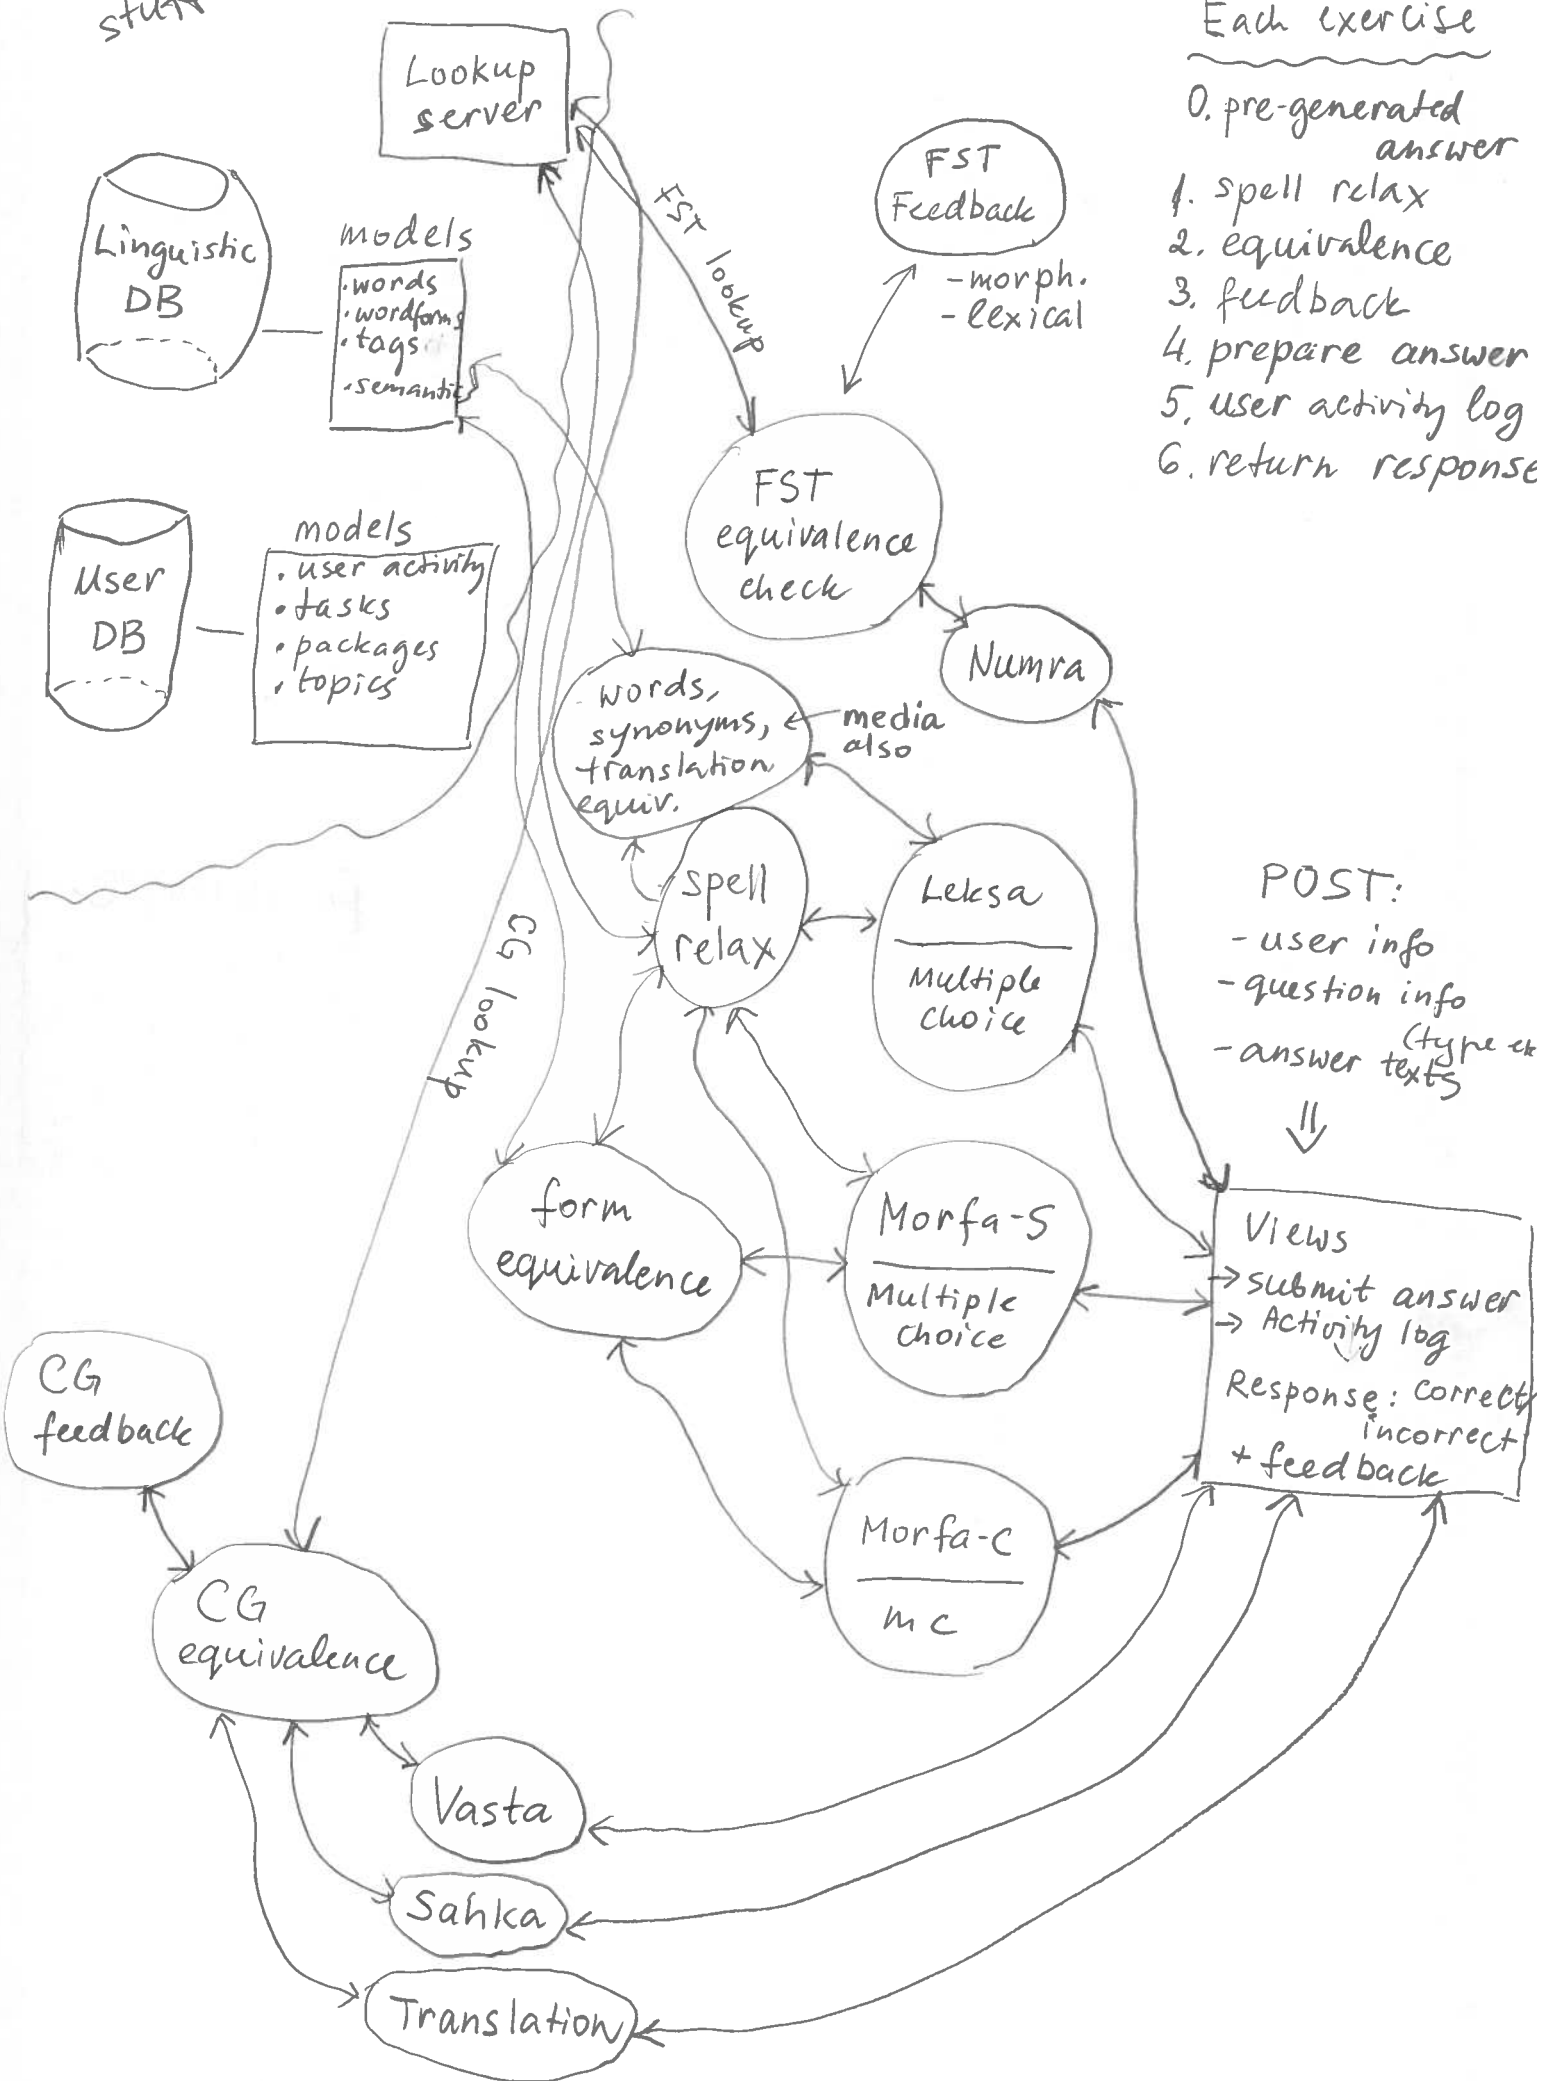 stuff
Lookup
server
Each exercise
0. pre-generated
answer
1. spell relax
2. equivalence
3. feedback
4. prepare answer
5. user activity log
6. return response
FST
Feedback
- morph.
- lexical
Linguistic
DB
models
• words
• wordforms
• tags
• semantic
FST lookup
FST
equivalence
check
User
DB
models
• user activity
• tasks
• packages
• topics
Numra
words,
synonyms,
translation
equiv.
media
also
spell
relax
Leksa
Multiple
choice
CG lookup
POST:
- user info
- question info
(type
- answer texts
form
equivalence
Morfa-S
Multiple
choice
Views
→ submit answer
→ Activity log
Response: correct/
incorrect
+ feedback
CG
feedback
Morfa-C
mc
CG
equivalence
Vasta
Sahka
Translation